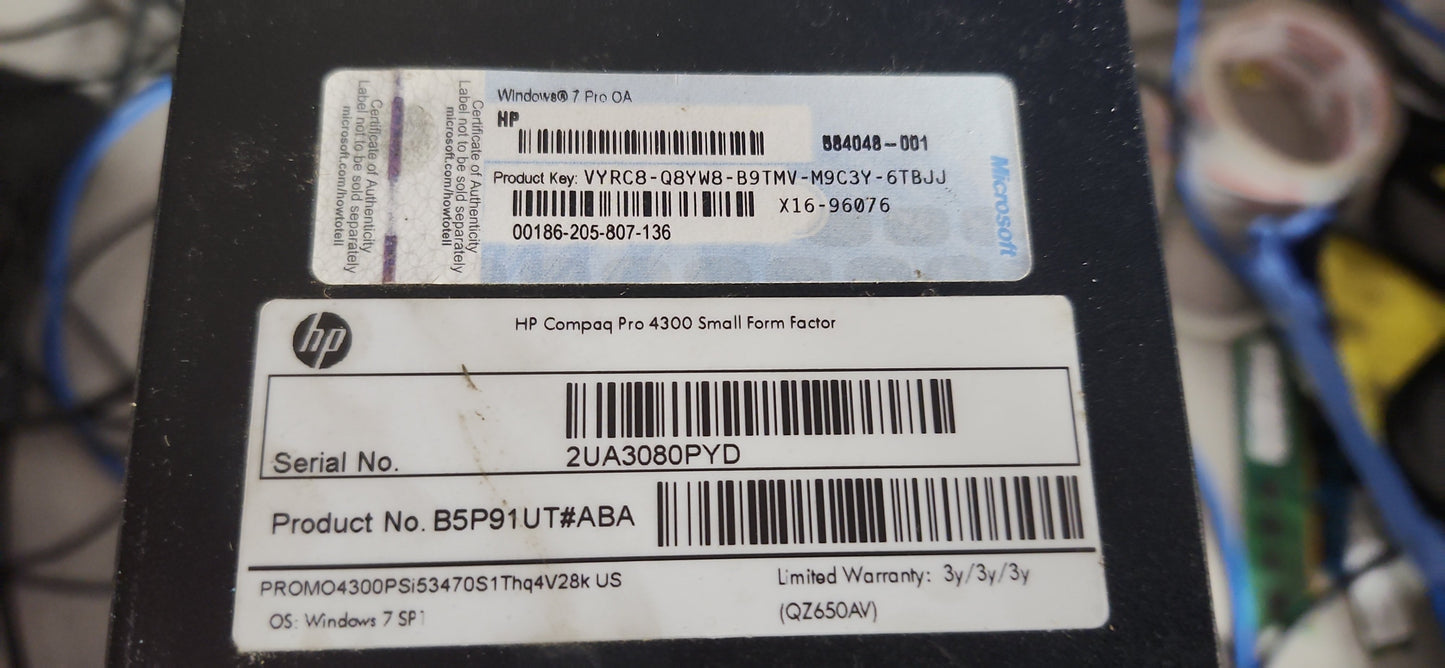 Certificate of Authenticity
Label not to be sold separately
microsoft.com/howtotell
Certificate of Authenticity
Label not to be sold separately
microsoft.com/howtotell
Windows® 7 Pro OA
HP
684048-001
Product Key: VYRC8-Q8YW8-B9TMV-M9C3Y-6TBJJ
X16-96076
00186-205-807-136
Microsoft
hp
HP Compaq Pro 4300 Small Form Factor
Serial No. 2UA3080PYD
Product No. B5P91UT#ABA
PROMO4300PSi53470S1Thq4V28k US
Limited Warranty: 3y/3y/3y
OS: Windows 7 SP1
(QZ650AV)